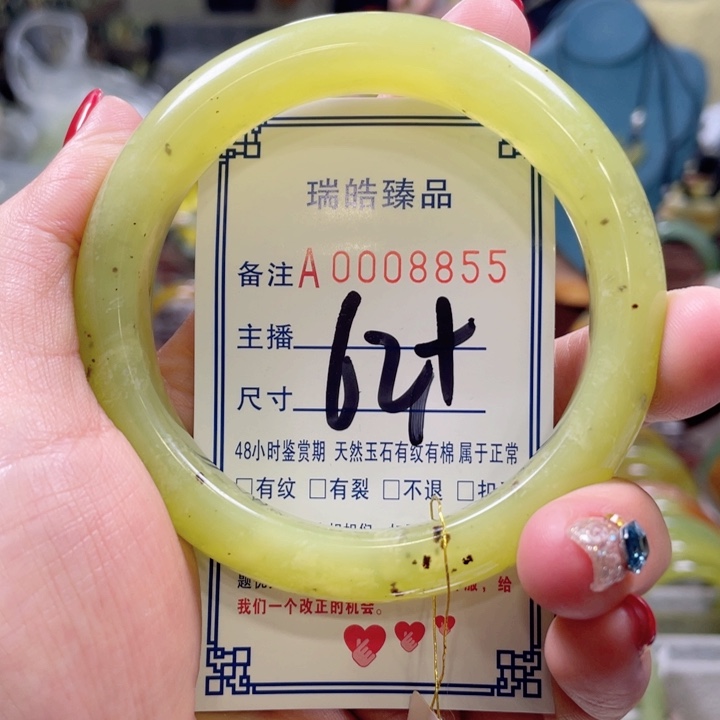 瑞皓臻品
备注A0008855
主播
尺寸 62+
48小时鉴赏期 天然玉石有纹有棉属于正常
□有纹 □有裂 □不退 □扣
给
我们一个改正的机会。